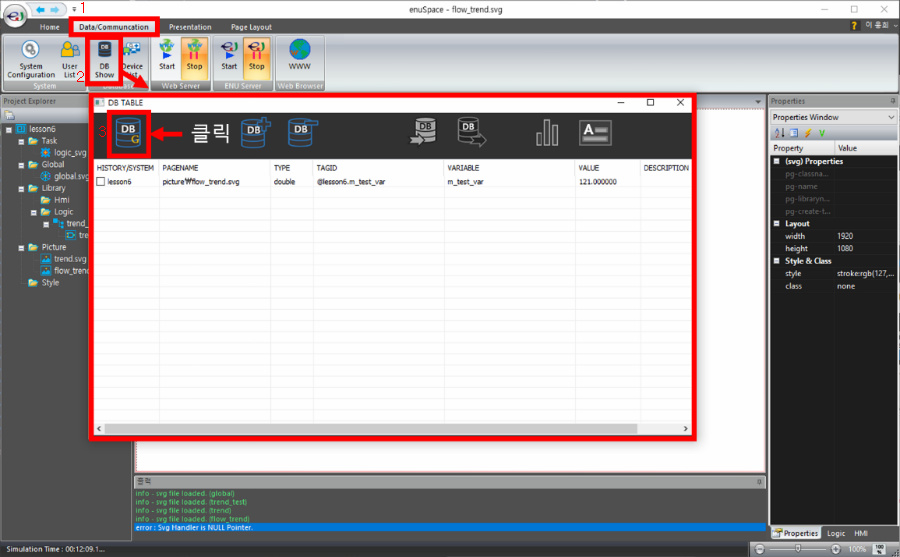 1
enuSpace - flow_trend.svg
Home Data/Communcation Presentation Page Layout
이 동회
System Configuration
User List
DB Show
Device
2
Start
Stop
Start
Stop
WWW
System
Web Server
ENU Server
Web Browser
Project Explorer
lesson6
Task
logic_svg
Global
global.svg
Library
Hmi
Logic
trend_
tre
Picture
trend.svg
flow_trend
Style
DB TABLE
3
DB
G
클릭
DB
DB
DB
DB
A
HISTORY/SYSTEM PAGENAME TYPE TAGID VARIABLE VALUE DESCRIPTION
lesson6 picture₩flow_trend.svg double @lesson6.m_test_var m_test_var 121.000000
Properties
Properties Window
Property Value
(svg) Properties
pg-classna...
pg-name
pg-libraryn...
pg-create-f...
Layout
width 1920
height 1080
Style & Class
style stroke:rgb(127,...
class none
출력
info - svg file loaded. (global)
info - svg file loaded. (trend_test)
info - svg file loaded. (trend)
info - svg file loaded. (flow_trend)
error : Svg Handler is NULL Pointer.
Properties Logic HMI
Simulation Time : 00:12:09.1...
100%